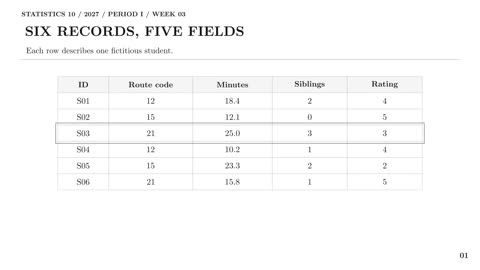 STATISTICS 10 / 2027 / PERIOD I / WEEK 03
SIX RECORDS, FIVE FIELDS
Each row describes one fictitious student.
ID Route code Minutes Siblings Rating
S01 12 18.4 2 4
S02 15 12.1 0 5
S03 21 25.0 3 3
S04 12 10.2 1 4
S05 15 23.3 2 2
S06 21 15.8 1 5
01